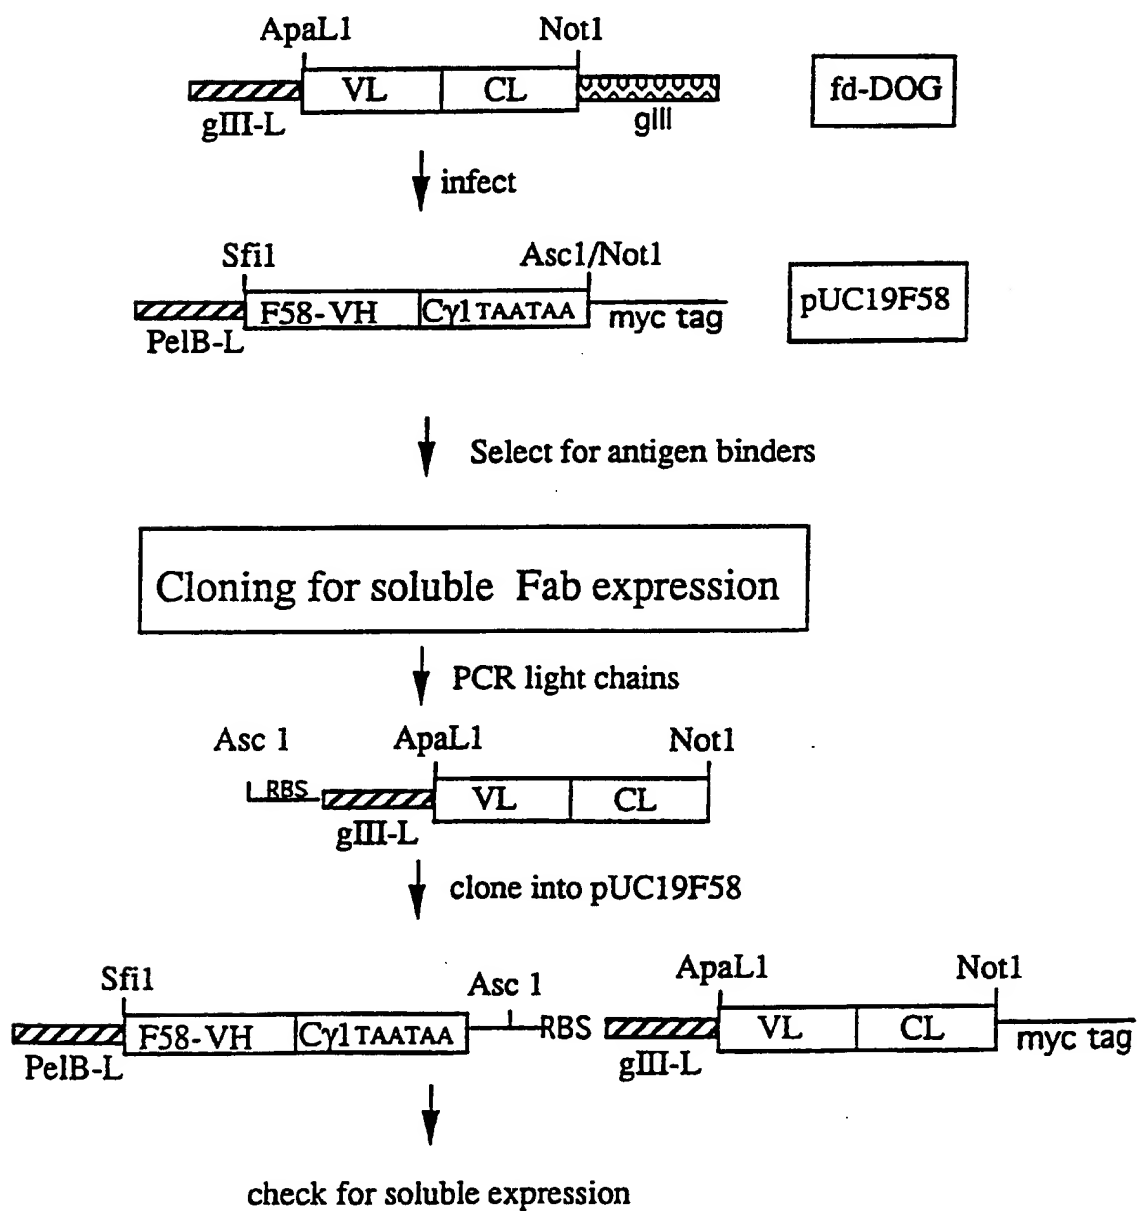 ApaL1 Not1
VL CL
fd-DOG
gIII-L gIII
infect
Sfi1 Asc1/Not1
F58-VH Cγ1 TAATAA
pUC19F58
myc tag
PelB-L
Select for antigen binders
Cloning for soluble Fab expression
PCR light chains
Asc 1 ApaL1 Not1
RBS VL CL
gIII-L
clone into pUC19F58
Sfi1 Asc 1 ApaL1 Not1
F58-VH Cγ1 TAATAA RBS VL CL
PelB-L gIII-L myc tag
check for soluble expression